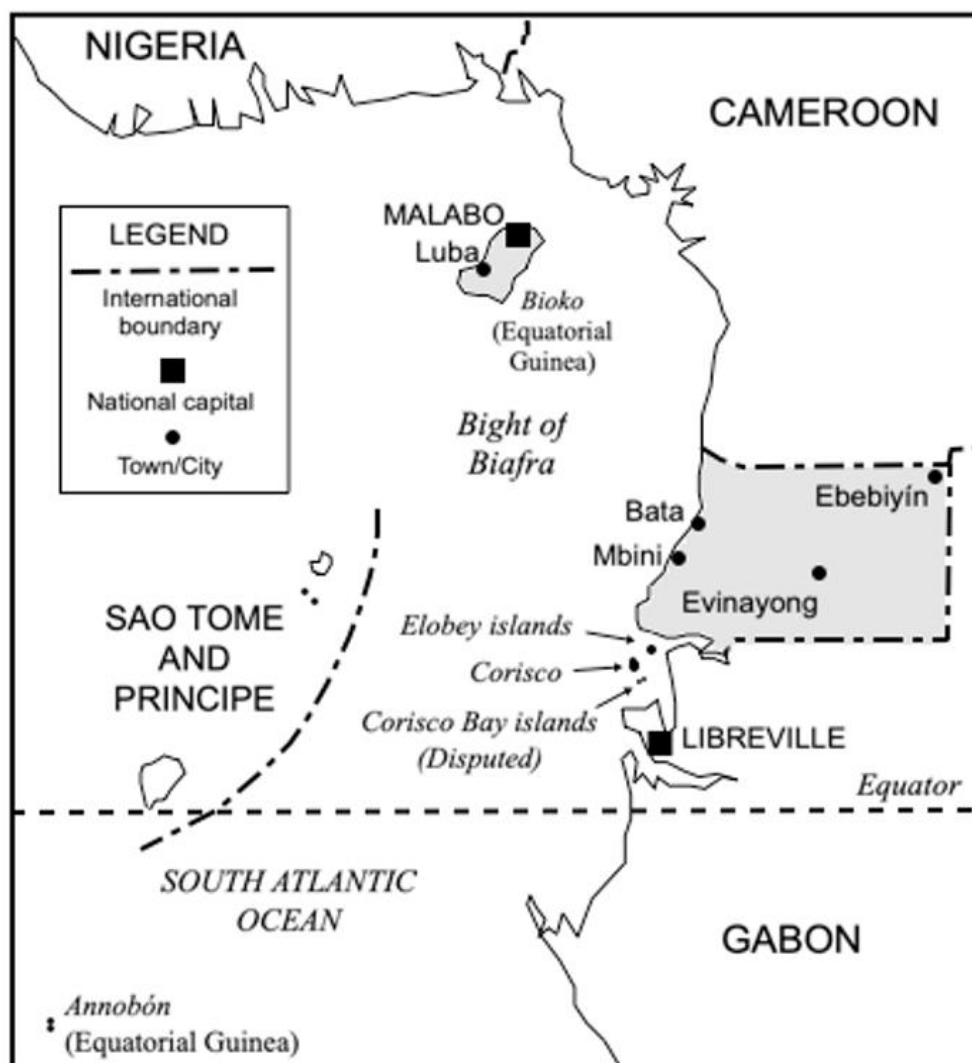 NIGERIA
CAMEROON
LEGEND
International
boundary
National capital
Town/City
MALABO
Luba
Bioko
(Equatorial
Guinea)
Bight of
Biafra
Ebebiyín
Bata
Mbini
Evinayong
SAO TOME
AND
PRINCIPE
Elobey islands
Corisco
Corisco Bay islands
(Disputed)
LIBREVILLE
Equator
SOUTH ATLANTIC
OCEAN
GABON
Annobón
(Equatorial Guinea)